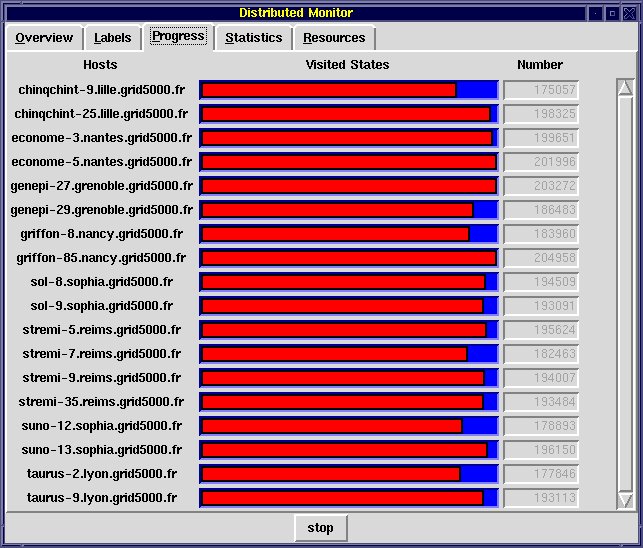 Distributed Monitor
Overview Labels Progress Statistics Resources
Hosts Visited States Number
chinqchint-9.lille.grid5000.fr 175057
chinqchint-25.lille.grid5000.fr 198325
econome-3.nantes.grid5000.fr 199651
econome-5.nantes.grid5000.fr 201996
genepi-27.grenoble.grid5000.fr 203272
genepi-29.grenoble.grid5000.fr 186483
griffon-8.nancy.grid5000.fr 183960
griffon-85.nancy.grid5000.fr 204958
sol-8.sophia.grid5000.fr 194509
sol-9.sophia.grid5000.fr 193091
stremi-5.reims.grid5000.fr 195624
stremi-7.reims.grid5000.fr 182463
stremi-9.reims.grid5000.fr 194007
stremi-35.reims.grid5000.fr 193484
suno-12.sophia.grid5000.fr 178893
suno-13.sophia.grid5000.fr 196150
taurus-2.lyon.grid5000.fr 177846
taurus-9.lyon.grid5000.fr 193113
stop